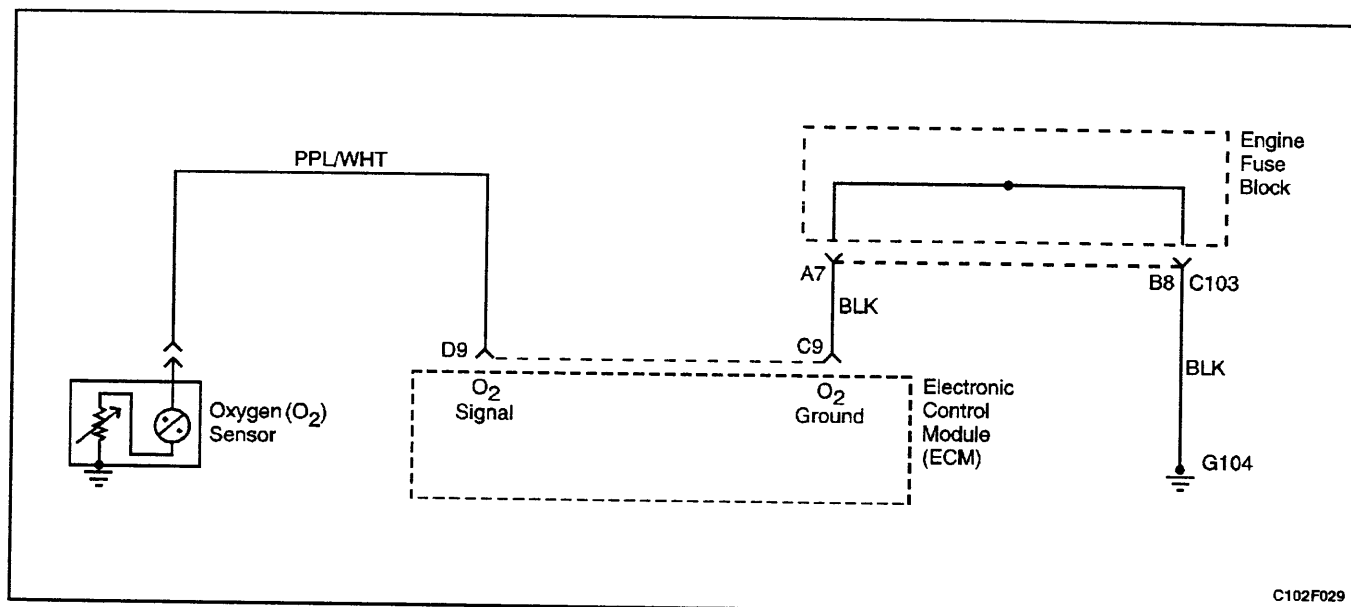 PPL/WHT
Engine
Fuse
Block
A7
B8 C103
BLK
D9
C9
BLK
O2
Signal
O2
Ground
Electronic
Control
Module
(ECM)
Oxygen (O2)
Sensor
G104
C102F029